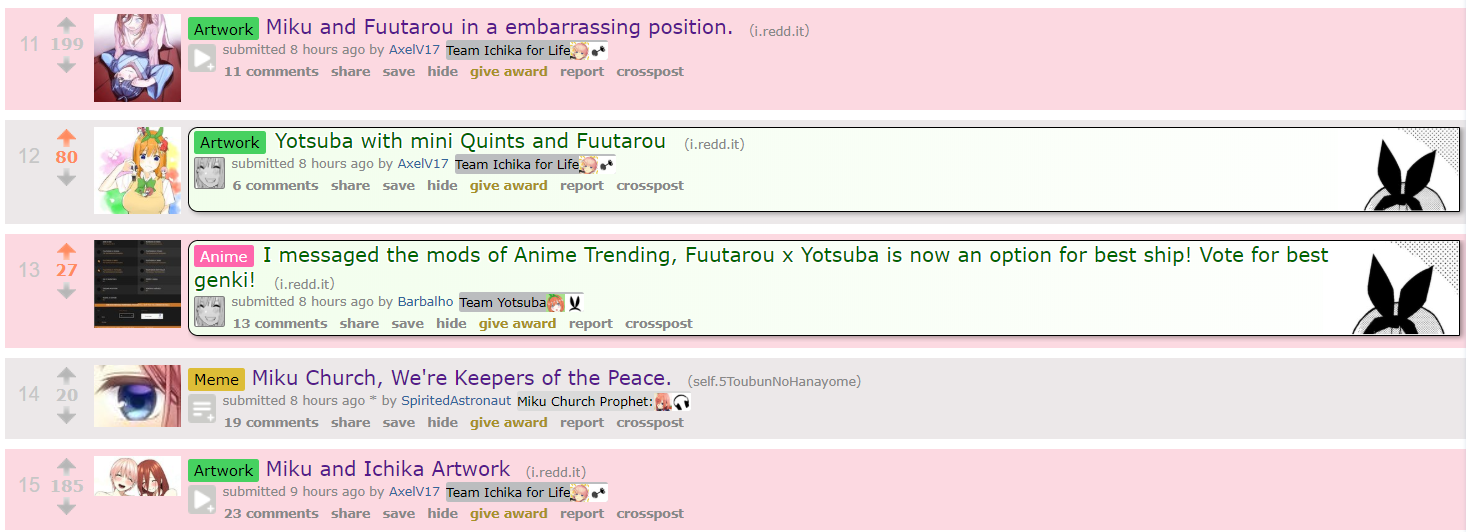 11 199 Artwork Miku and Fuutarou in a embarrassing position. (i.redd.it)
submitted 8 hours ago by AxelV17 Team Ichika for Life
11 comments share save hide give award report crosspost
12 80 Artwork Yotsuba with mini Quints and Fuutarou (i.redd.it)
submitted 8 hours ago by AxelV17 Team Ichika for Life
6 comments share save hide give award report crosspost
13 27 Anime I messaged the mods of Anime Trending, Fuutarou x Yotsuba is now an option for best ship! Vote for best
genki! (i.redd.it)
submitted 8 hours ago by Barbalho Team Yotsuba
13 comments share save hide give award report crosspost
14 20 Meme Miku Church, We're Keepers of the Peace. (self.5ToubunNoHanayome)
submitted 8 hours ago * by SpiritedAstronaut Miku Church Prophet:
19 comments share save hide give award report crosspost
15 185 Artwork Miku and Ichika Artwork (i.redd.it)
submitted 9 hours ago by AxelV17 Team Ichika for Life
23 comments share save hide give award report crosspost